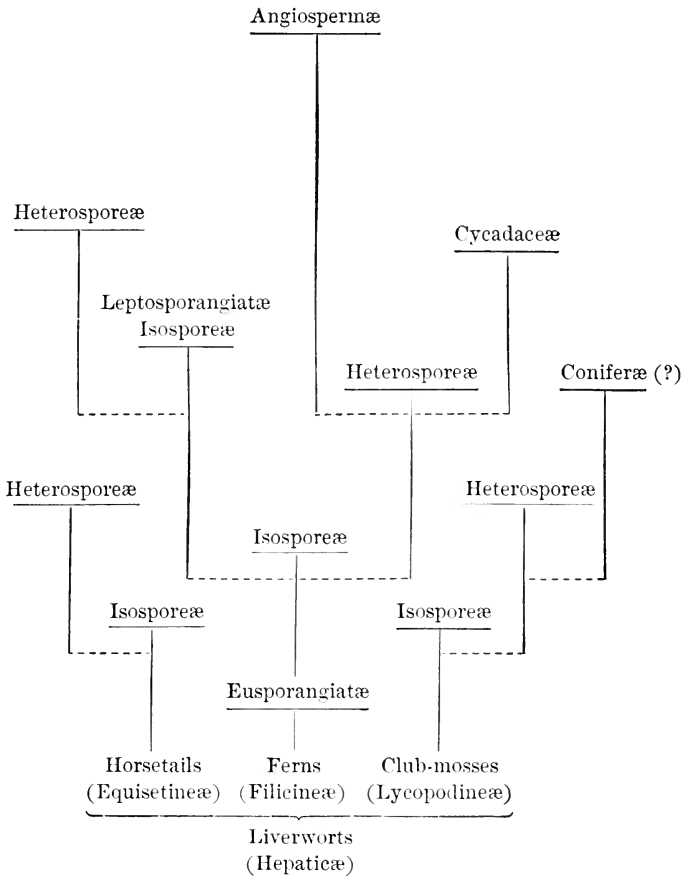 Angiospermæ
Heterosporeæ
Cycadaceæ
Leptosporangiatæ
Isosporeæ
Heterosporeæ
Coniferæ (?)
Heterosporeæ
Heterosporeæ
Isosporeæ
Isosporeæ
Isosporeæ
Eusporangiatæ
Horsetails
(Equisetineæ)
Ferns
(Filicineæ)
Club-mosses
(Lycopodineæ)
Liverworts
(Hepaticæ)